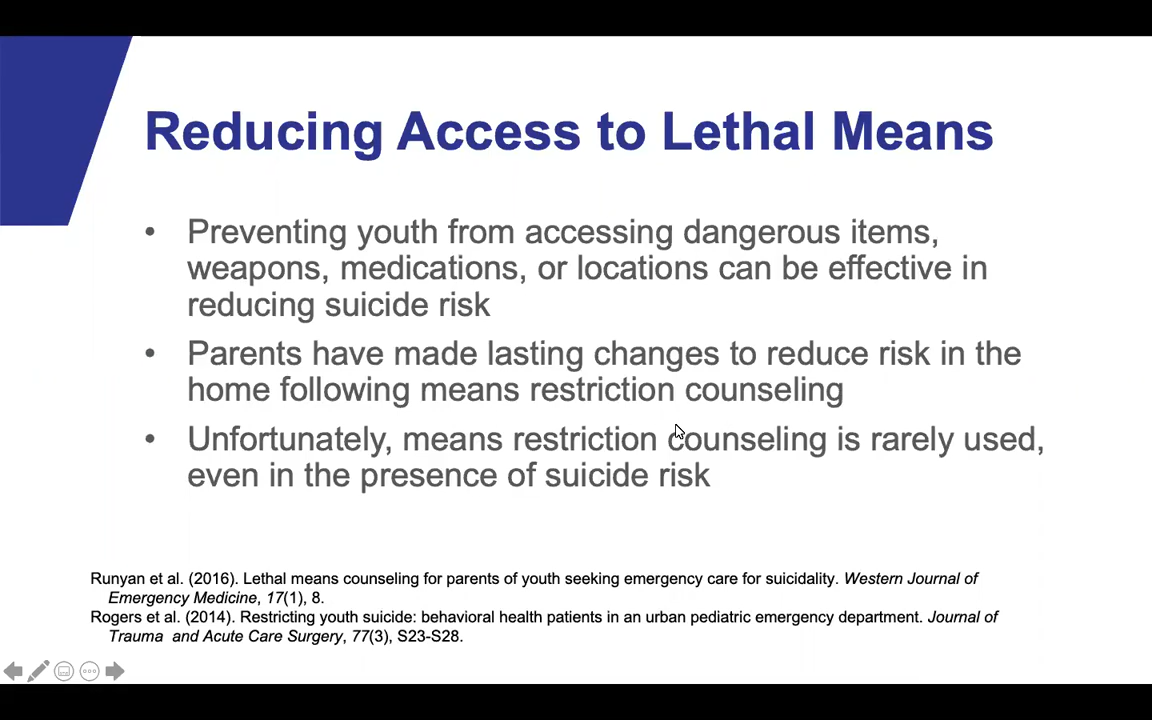 Reducing Access to Lethal Means
• Preventing youth from accessing dangerous items,
weapons, medications, or locations can be effective in
reducing suicide risk
• Parents have made lasting changes to reduce risk in the
home following means restriction counseling
• Unfortunately, means restriction counseling is rarely used,
even in the presence of suicide risk
Runyan et al. (2016). Lethal means counseling for parents of youth seeking emergency care for suicidality. Western Journal of
Emergency Medicine, 17(1), 8.
Rogers et al. (2014). Restricting youth suicide: behavioral health patients in an urban pediatric emergency department. Journal of
Trauma and Acute Care Surgery, 77(3), S23-S28.